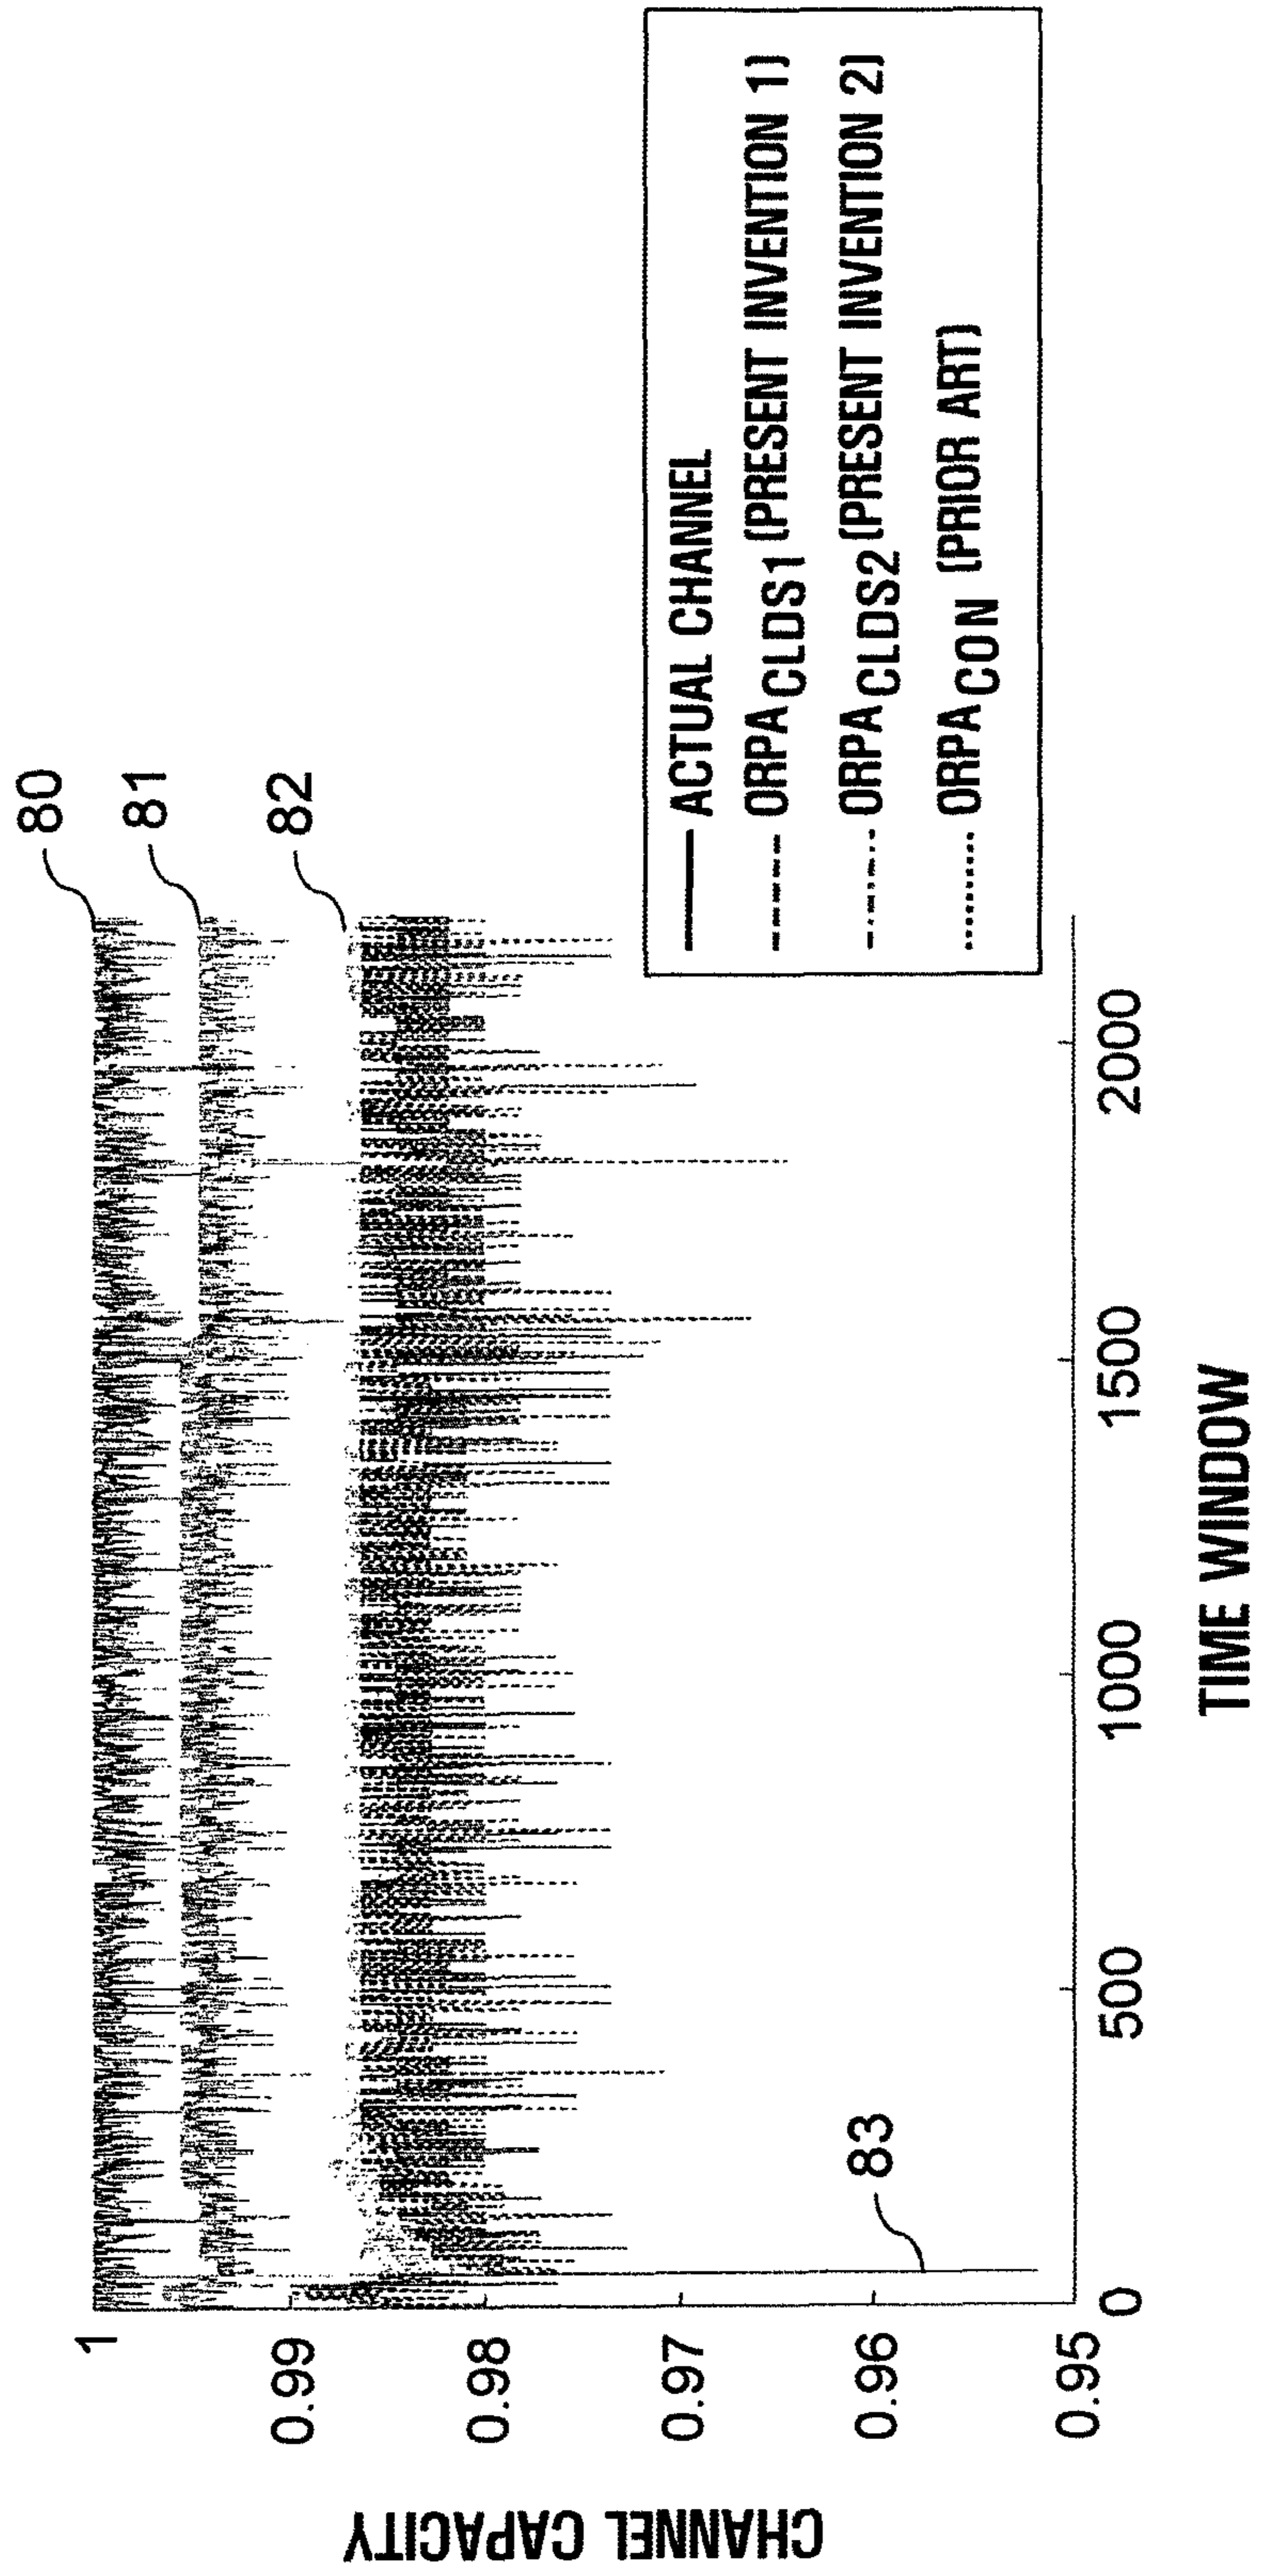 80
81
82
83
1
0.99
0.98
0.97
0.96
0.95
0
500
1000
1500
2000
CHANNEL CAPACITY
TIME WINDOW
ACTUAL CHANNEL
ORPA CLDS1 (PRESENT INVENTION 1)
ORPA CLDS2 (PRESENT INVENTION 2)
ORPA CON (PRIOR ART)